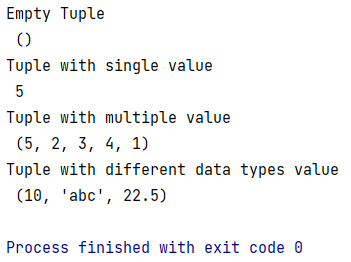 Empty Tuple
 ()
Tuple with single value
 5
Tuple with multiple value
 (5, 2, 3, 4, 1)
Tuple with different data types value
 (10, 'abc', 22.5)

Process finished with exit code 0